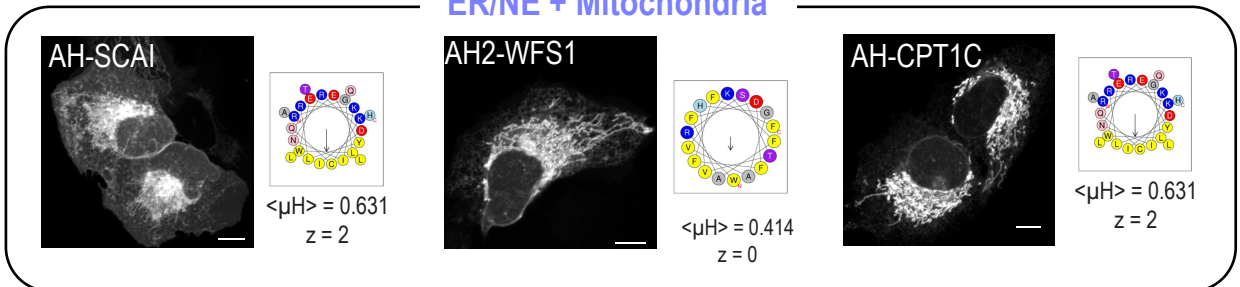 ER/NE + Mitochondria
AH-SCAI
<µH> = 0.631
z = 2
AH2-WFS1
<µH> = 0.414
z = 0
AH-CPT1C
<µH> = 0.631
z = 2